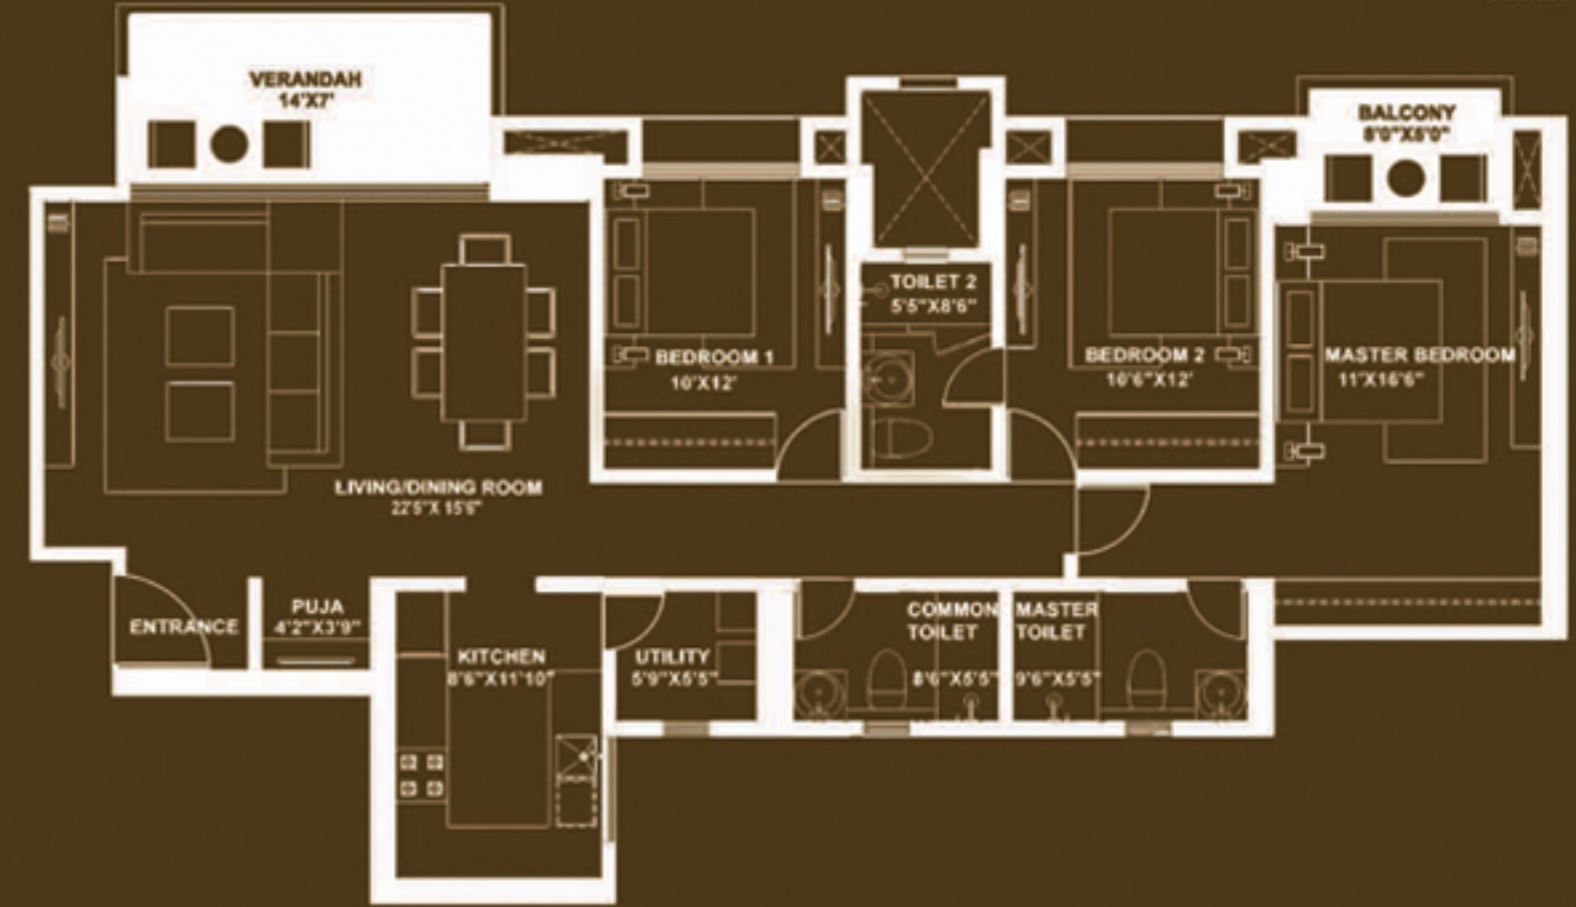 VERANDAH
14'X7'
BALCONY
8'0"X5'0"
TOILET 2
5'5"X8'6"
BEDROOM 1
10'X12'
BEDROOM 2
10'6"X12'
MASTER BEDROOM
11'X16'6"
LIVING/DINING ROOM
22'5"X 15'6"
ENTRANCE
PUJA
4'2"X3'9"
KITCHEN
8'6"X11'10"
UTILITY
5'9"X5'5"
COMMON
TOILET
8'6"X5'5"
MASTER
TOILET
9'6"X5'5"